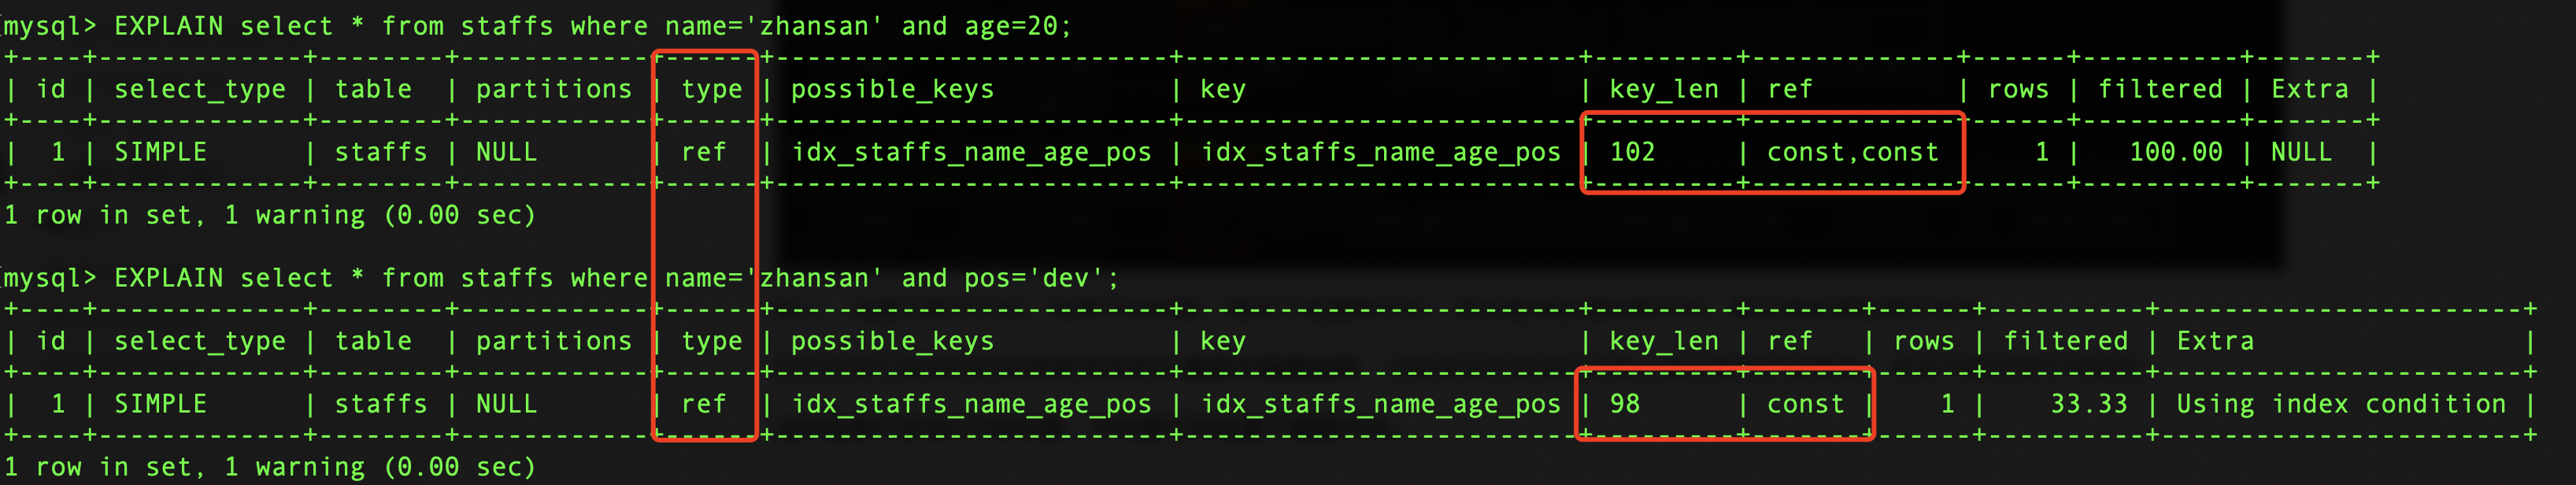 mysql> EXPLAIN select * from staffs where name='zhansan' and age=20;
+----+-------------+--------+------------+------+-------------------------+-------------------------+---------+-------------+------+----------+-------+
| id | select_type | table  | partitions | type | possible_keys           | key                     | key_len | ref         | rows | filtered | Extra |
+----+-------------+--------+------------+------+-------------------------+-------------------------+---------+-------------+------+----------+-------+
|  1 | SIMPLE      | staffs | NULL       | ref  | idx_staffs_name_age_pos | idx_staffs_name_age_pos | 102     | const,const |    1 |   100.00 | NULL  |
+----+-------------+--------+------------+------+-------------------------+-------------------------+---------+-------------+------+----------+-------+
1 row in set, 1 warning (0.00 sec)
mysql> EXPLAIN select * from staffs where name='zhansan' and pos='dev';
+----+-------------+--------+------------+------+-------------------------+-------------------------+---------+-------+------+----------+-----------------------+
| id | select_type | table  | partitions | type | possible_keys           | key                     | key_len | ref   | rows | filtered | Extra                 |
+----+-------------+--------+------------+------+-------------------------+-------------------------+---------+-------+------+----------+-----------------------+
|  1 | SIMPLE      | staffs | NULL       | ref  | idx_staffs_name_age_pos | idx_staffs_name_age_pos | 98      | const |    1 |    33.33 | Using index condition |
+----+-------------+--------+------------+------+-------------------------+-------------------------+---------+-------+------+----------+-----------------------+
1 row in set, 1 warning (0.00 sec)